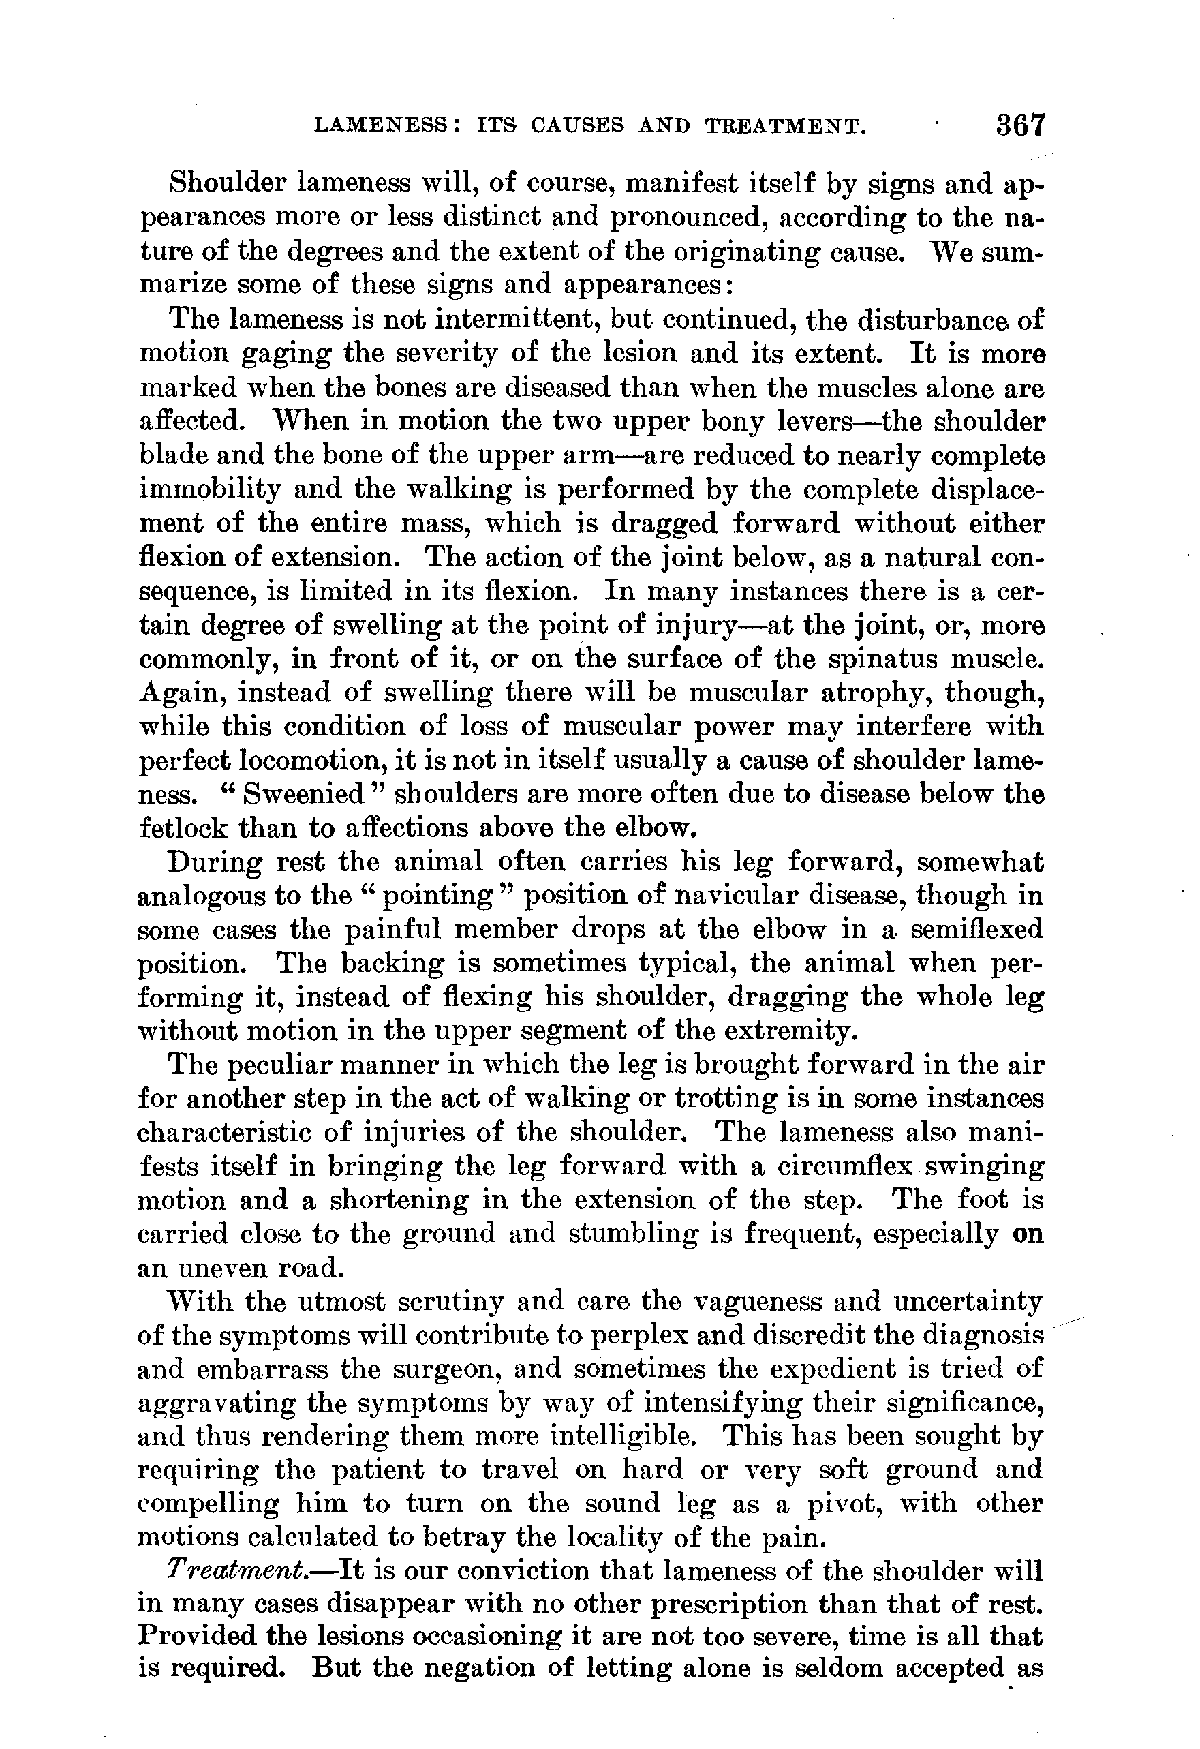 LAMENESS: ITS CAUSES AND TREATMENT. 367
Shoulder lameness will, of course, manifest itself by signs and ap-
pearances more or less distinct and pronounced, according to the na-
ture of the degrees and the extent of the originating cause. We sum-
marize some of these signs and appearances:
The lameness is not intermittent, but continued, the disturbance of
motion gaging the severity of the lesion and its extent. It is more
marked when the bones are diseased than when the muscles alone are
affected. When in motion the two upper bony levers—the shoulder
blade and the bone of the upper arm—are reduced to nearly complete
immobility and the walking is performed by the complete displace-
ment of the entire mass, which is dragged forward without either
flexion of extension. The action of the joint below, as a natural con-
sequence, is limited in its flexion. In many instances there is a cer-
tain degree of swelling at the point of injury—at the joint, or, more
commonly, in front of it, or on the surface of the spinatus muscle.
Again, instead of swelling there will be muscular atrophy, though,
while this condition of loss of muscular power may interfere with
perfect locomotion, it is not in itself usually a cause of shoulder lame-
ness. "Sweenied" shoulders are more often due to disease below the
fetlock than to affections above the elbow.
During rest the animal often carries his leg forward, somewhat
analogous to the "pointing" position of navicular disease, though in
some cases the painful member drops at the elbow in a semiflexed
position. The backing is sometimes typical, the animal when per-
forming it, instead of flexing his shoulder, dragging the whole leg
without motion in the upper segment of the extremity.
The peculiar manner in which the leg is brought forward in the air
for another step in the act of walking or trotting is in some instances
characteristic of injuries of the shoulder. The lameness also mani-
fests itself in bringing the leg forward with a circumflex swinging
motion and a shortening in the extension of the step. The foot is
carried close to the ground and stumbling is frequent, especially on
an uneven road.
With the utmost scrutiny and care the vagueness and uncertainty
of the symptoms will contribute to perplex and discredit the diagnosis
and embarrass the surgeon, and sometimes the expedient is tried of
aggravating the symptoms by way of intensifying their significance,
and thus rendering them more intelligible. This has been sought by
requiring the patient to travel on hard or very soft ground and
compelling him to turn on the sound leg as a pivot, with other
motions calculated to betray the locality of the pain.
Treatment.—It is our conviction that lameness of the shoulder will
in many cases disappear with no other prescription than that of rest.
Provided the lesions occasioning it are not too severe, time is all that
is required. But the negation of letting alone is seldom accepted as